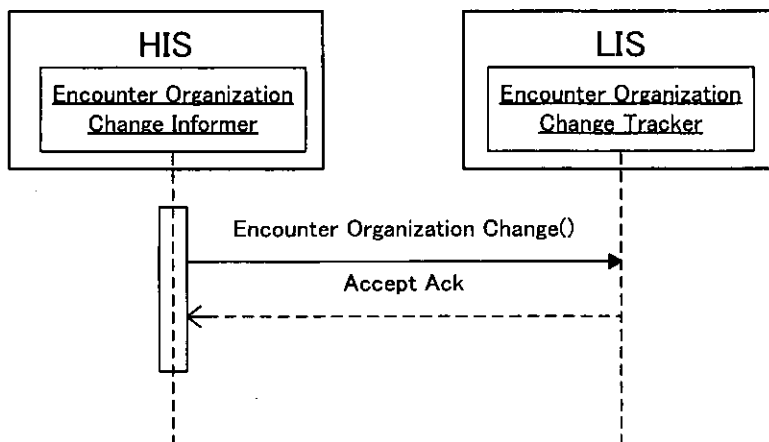 HIS
Encounter Organization
Change Informer
LIS
Encounter Organization
Change Tracker
Encounter Organization Change()
Accept Ack